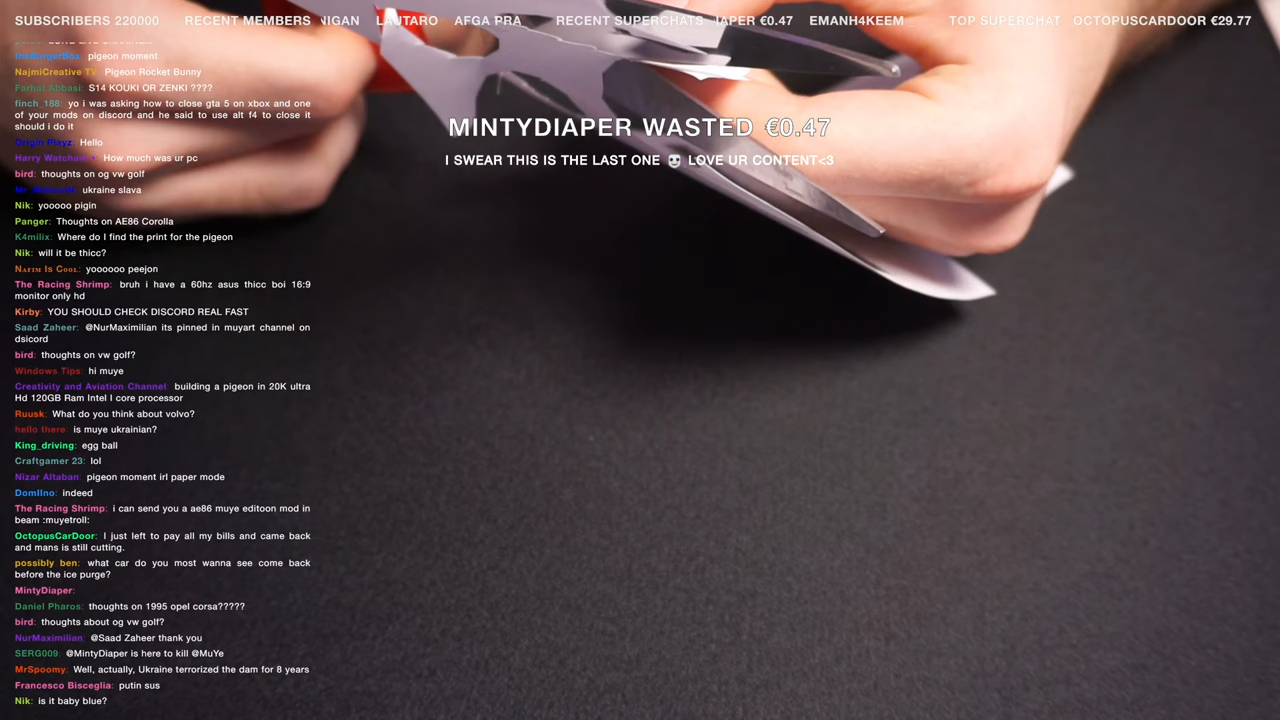 SUBSCRIBERS 220000 RECENT MEMBERS NIGAN LAUTARO AFGA PRA RECENT SUPERCHATS IAPER €0.47 EMANH4KEEM TOP SUPERCHAT OCTOPUSCARDOOR €29.77
MINTYDIAPER WASTED €0.47
I SWEAR THIS IS THE LAST ONE 💀 LOVE UR CONTENT<3
theBurgerBox: pigeon moment
NajmiCreative TV: Pigeon Rocket Bunny
Farhat Abbasi: S14 KOUKI OR ZENKI ????
finch_188: yo i was asking how to close gta 5 on xbox and one
of your mods on discord and he said to use alt f4 to close it
should i do it
Origin Playz: Hello
Harry Watchan: How much was ur pc
bird: thoughts on og vw golf
ukraine slava
Nik: yooooo pigin
Panger: Thoughts on AE86 Corolla
K4milix: Where do I find the print for the pigeon
Nik: will it be thicc?
Nafim Is Cool: yoooooo peejon
The Racing Shrimp: bruh i have a 60hz asus thicc boi 16:9
monitor only hd
Kirby: YOU SHOULD CHECK DISCORD REAL FAST
Saad Zaheer: @NurMaximilian its pinned in muyart channel on
dsicord
bird: thoughts on vw golf?
Windows Tips: hi muye
Creativity and Aviation Channel: building a pigeon in 20K ultra
Hd 120GB Ram Intel I core processor
Ruusk: What do you think about volvo?
hello there: is muye ukrainian?
King_driving: egg ball
Craftgamer 23: lol
Nizar Altaban: pigeon moment irl paper mode
DomIIno: indeed
The Racing Shrimp: i can send you a ae86 muye editoon mod in
beam :muyetroll:
OctopusCarDoor: I just left to pay all my bills and came back
and mans is still cutting.
possibly ben: what car do you most wanna see come back
before the ice purge?
MintyDiaper:
Daniel Pharos: thoughts on 1995 opel corsa?????
bird: thoughts about og vw golf?
NurMaximilian: @Saad Zaheer thank you
SERG009: @MintyDiaper is here to kill @MuYe
MrSpoomy: Well, actually, Ukraine terrorized the dam for 8 years
Francesco Bisceglia: putin sus
Nik: is it baby blue?